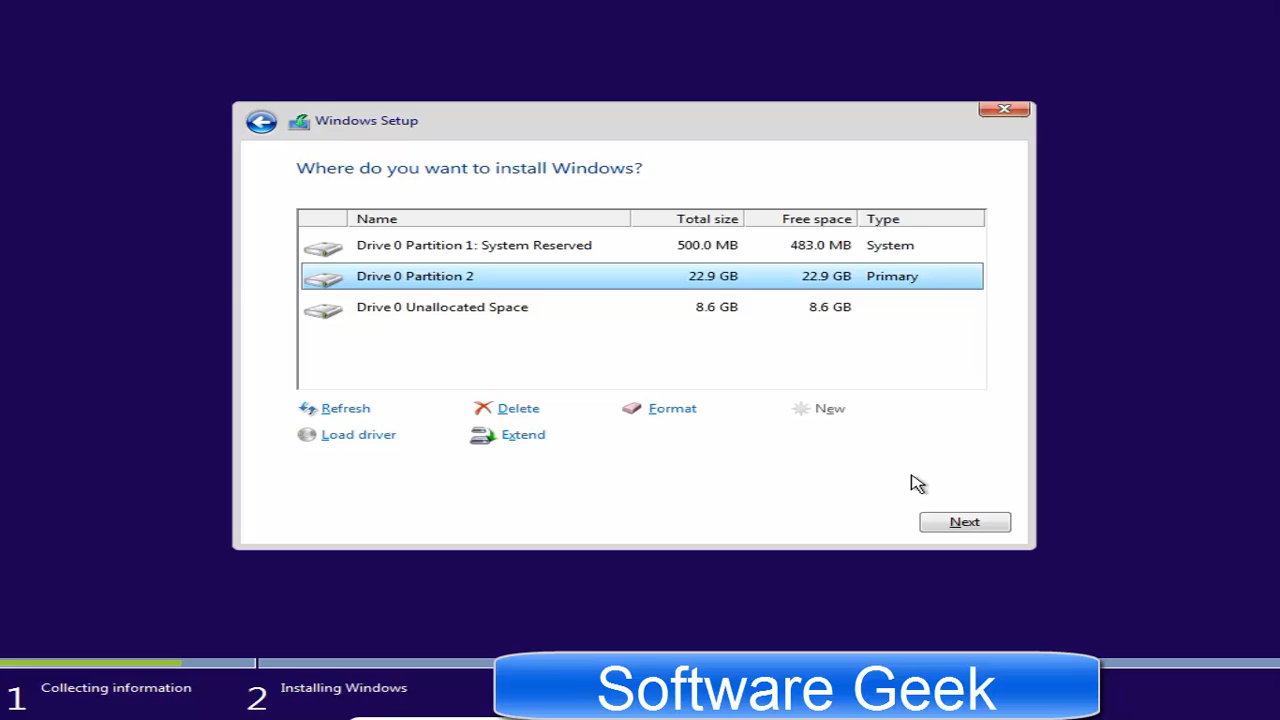 Windows Setup
Where do you want to install Windows?
Name Total size Free space Type
Drive 0 Partition 1: System Reserved 500.0 MB 483.0 MB System
Drive 0 Partition 2 22.9 GB 22.9 GB Primary
Drive 0 Unallocated Space 8.6 GB 8.6 GB
Refresh Delete Format New
Load driver Extend
Next
1 Collecting information 2 Installing Windows
Software Geek